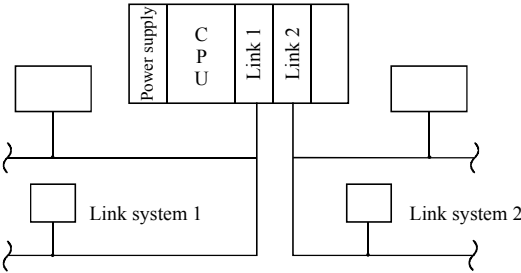 Power supply
C
P
U
Link 1
Link 2
Link system 1
Link system 2